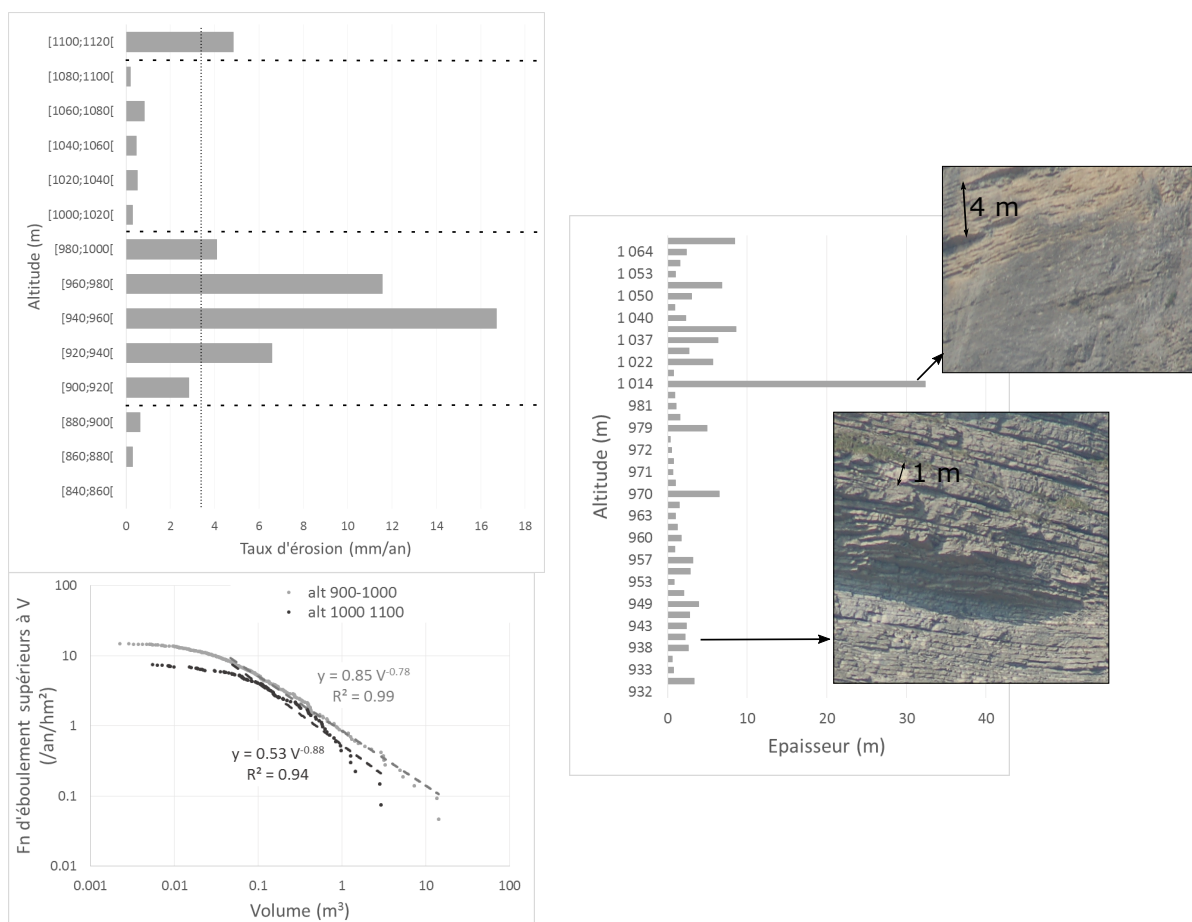 [1100;1120[
[1080;1100[
[1060;1080[
[1040;1060[
[1020;1040[
[1000;1020[
[980;1000[
[960;980[
[940;960[
[920;940[
[900;920[
[880;900[
[860;880[
[840;860[
Altitude (m)
0 2 4 6 8 10 12 14 16 18
Taux d'érosion (mm/an)
4 m
1 064
1 053
1 050
1 040
1 037
1 022
1 014
981
979
972
971
970
963
960
957
953
949
943
938
933
932
Altitude (m)
0 10 20 30 40
Epaisseur (m)
1 m
alt 900-1000
alt 1000 1100
100
10
1
0.1
0.01
y = 0.85 V-0.78
R² = 0.99
y = 0.53 V-0.88
R² = 0.94
Fn d'éboulement supérieurs à V
(/an/hm²)
0.001 0.01 0.1 1 10 100
Volume (m³)